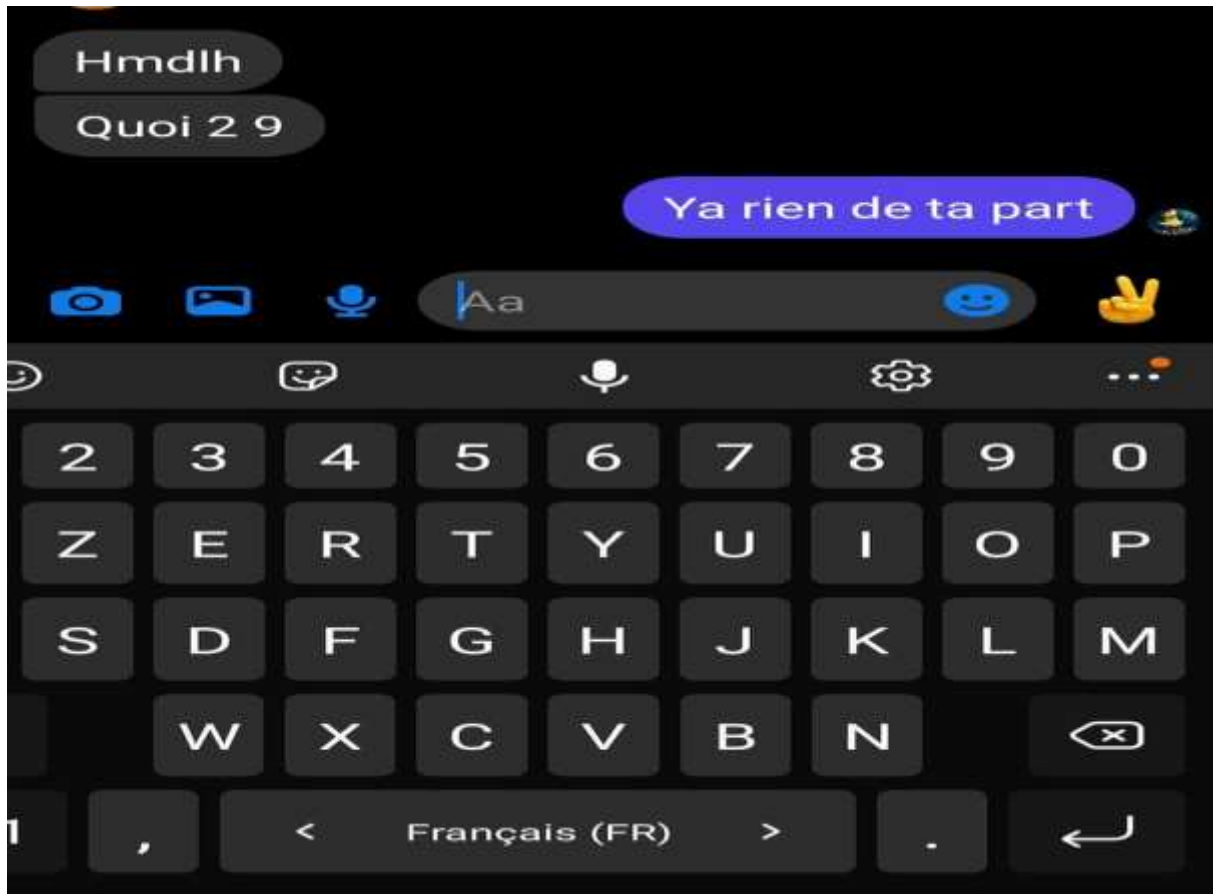 Hmdlh
Quoi 2 9
Ya rien de ta part
Aa
2 3 4 5 6 7 8 9 0
Z E R T Y U I O P
S D F G H J K L M
W X C V B N
1 , < Français (FR) > .